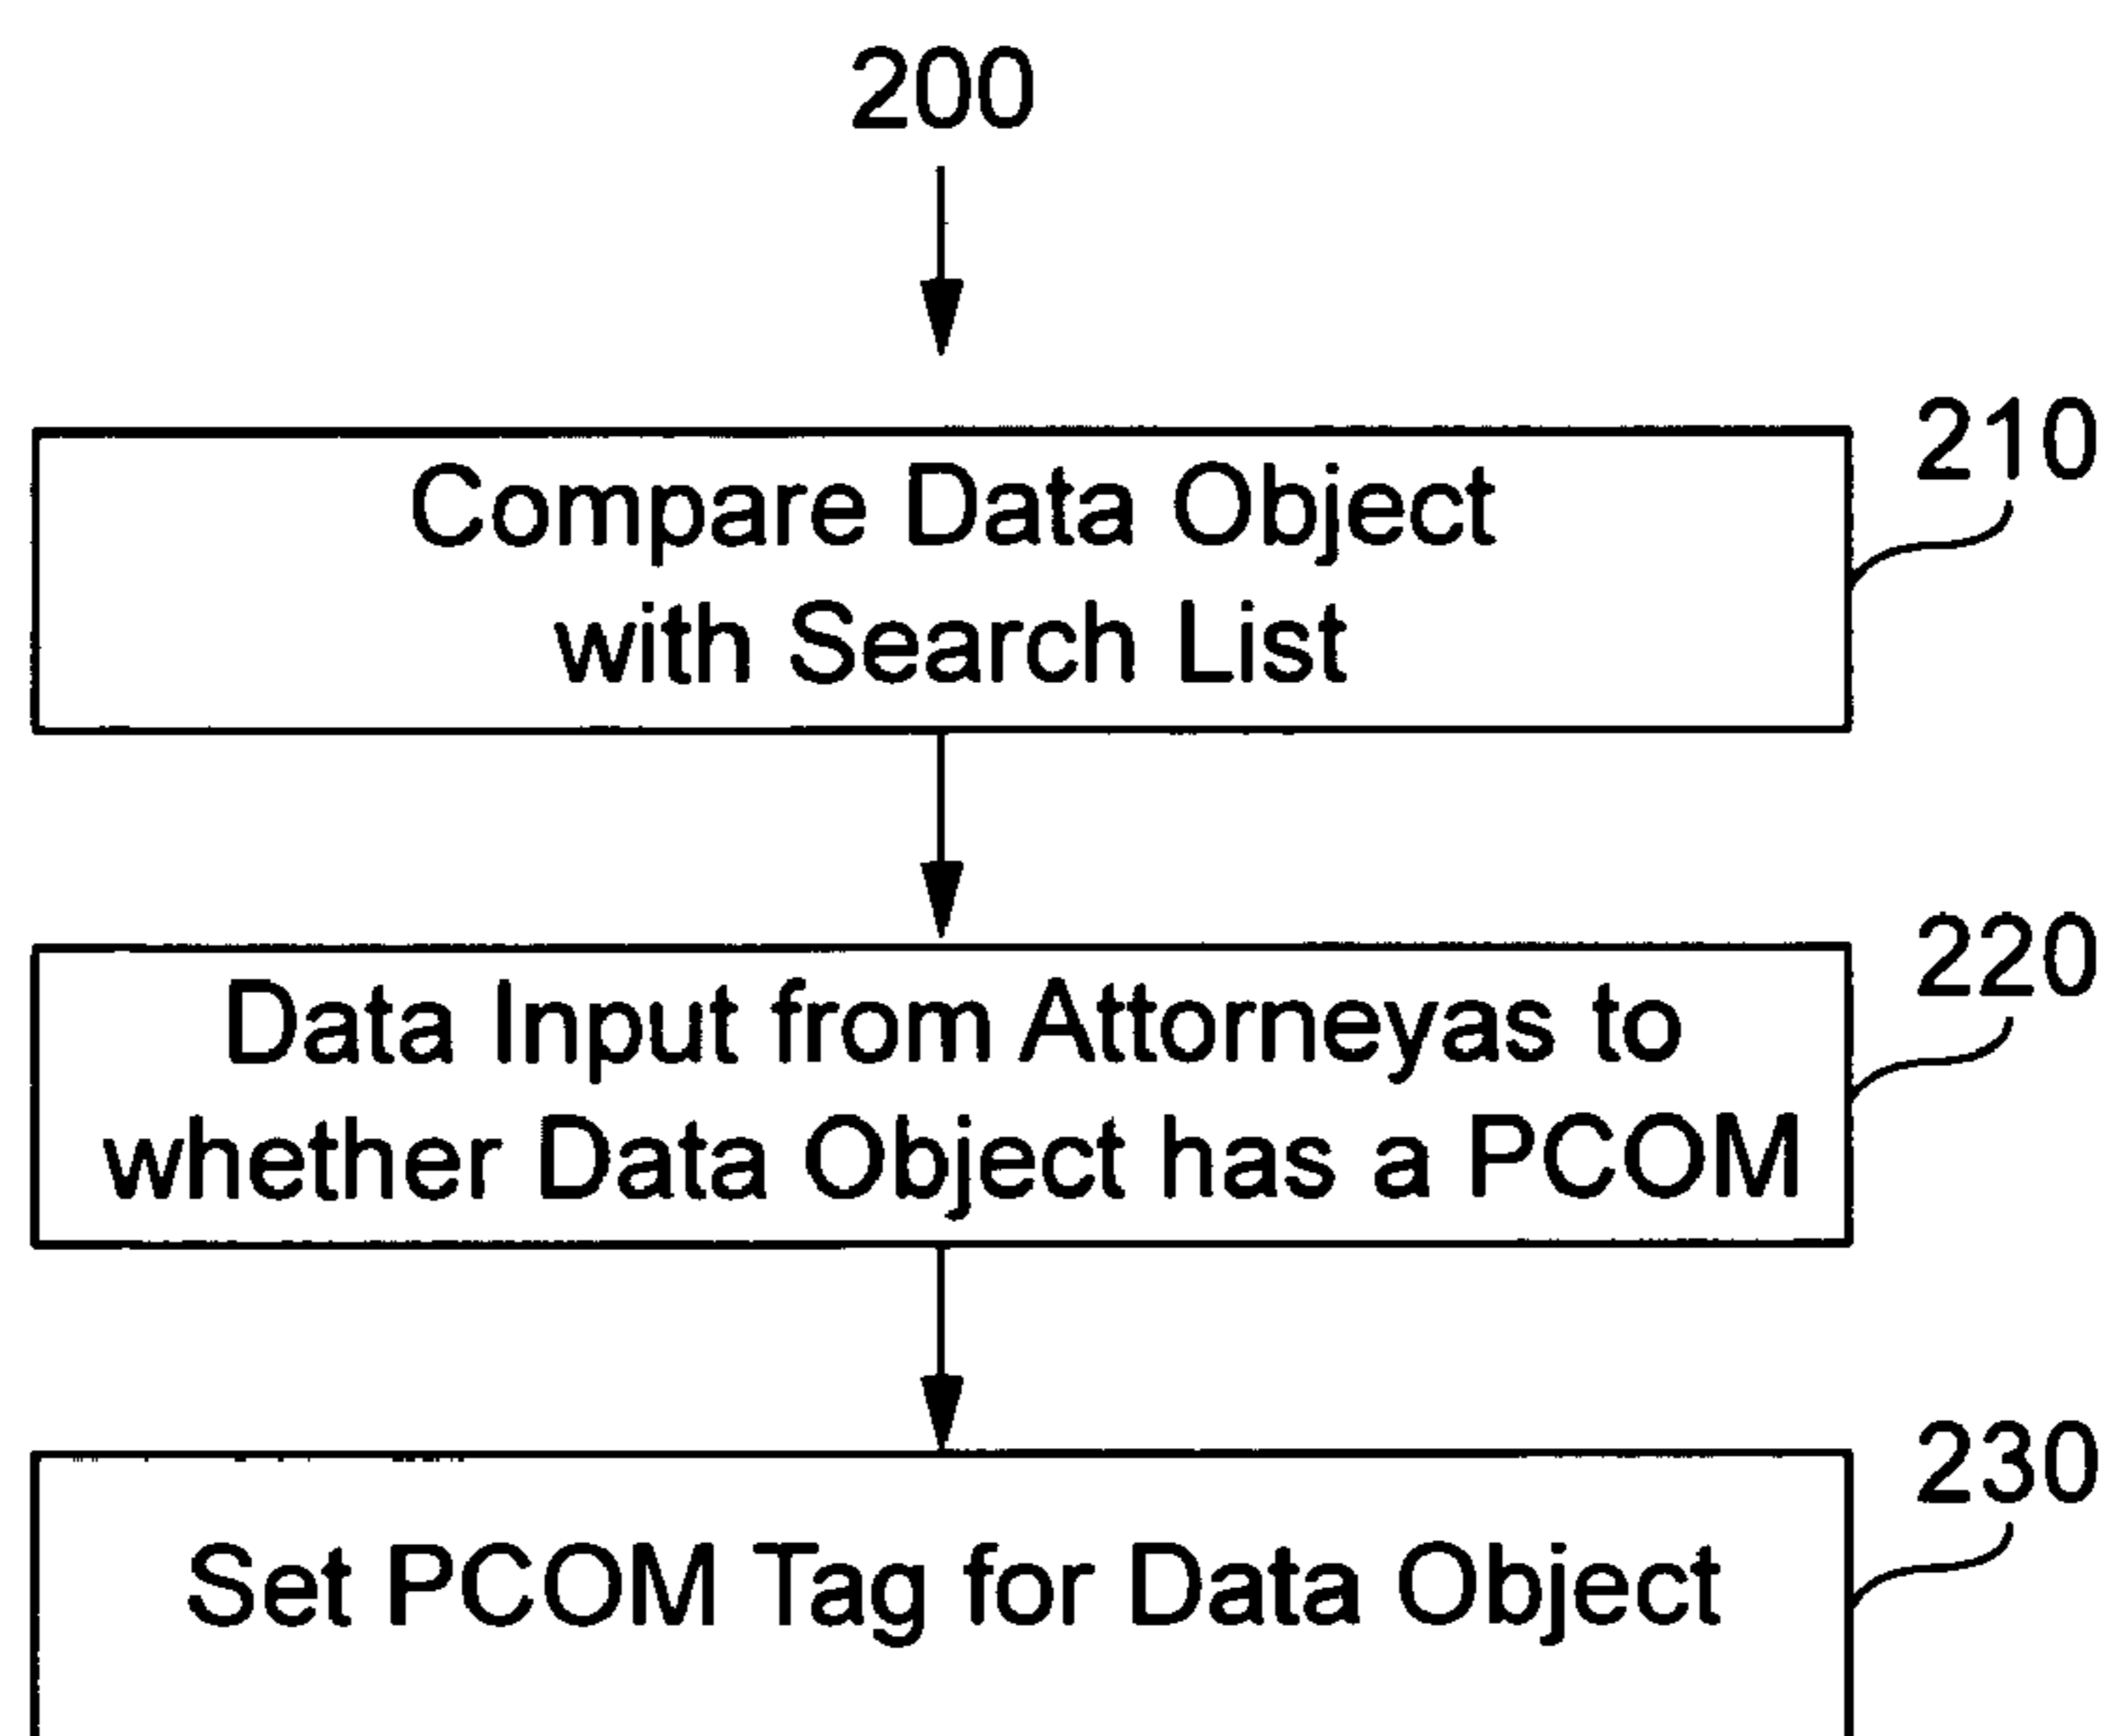 200
210
Compare Data Object
with Search List
220
Data Input from Attorneyas to
whether Data Object has a PCOM
230
Set PCOM Tag for Data Object